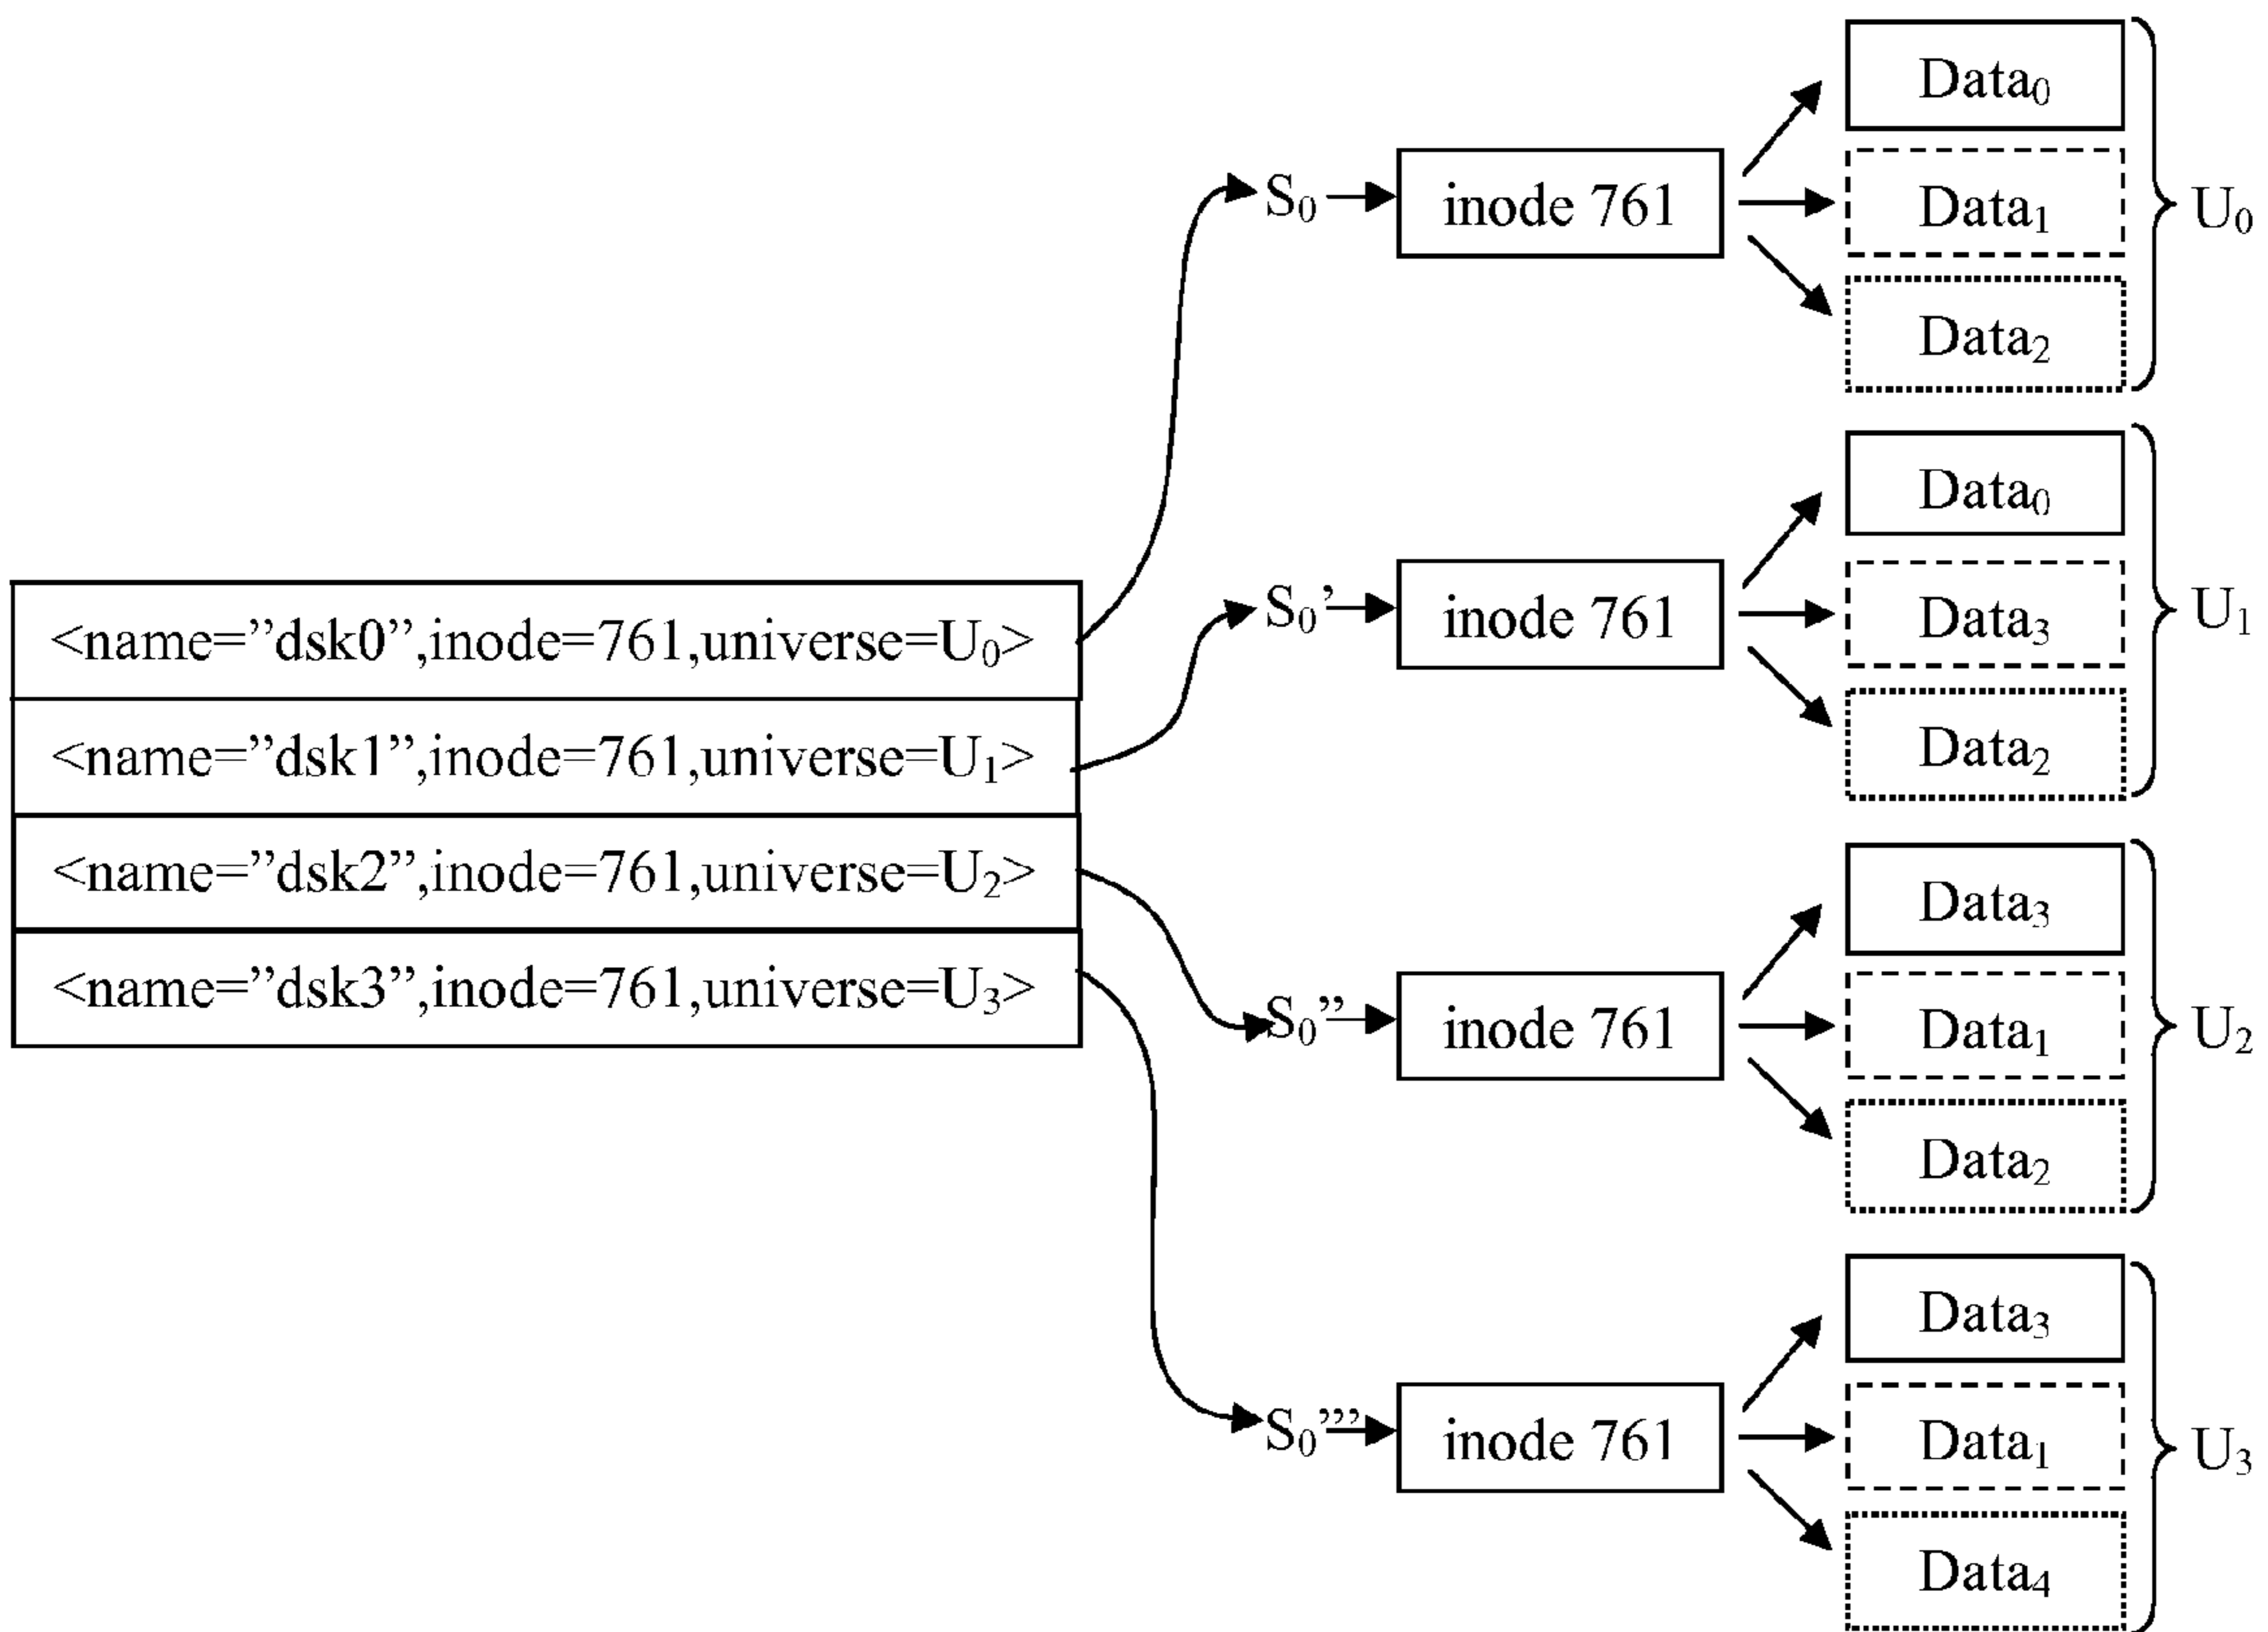 <name=”dsk0”,inode=761,universe=U₀>
<name=”dsk1”,inode=761,universe=U₁>
<name=”dsk2”,inode=761,universe=U₂>
<name=”dsk3”,inode=761,universe=U₃>
S₀
inode 761
Data₀
Data₁
Data₂
U₀
S₀’
inode 761
Data₀
Data₃
Data₂
U₁
S₀”
inode 761
Data₃
Data₁
Data₂
U₂
S₀”’
inode 761
Data₃
Data₁
Data₄
U₃